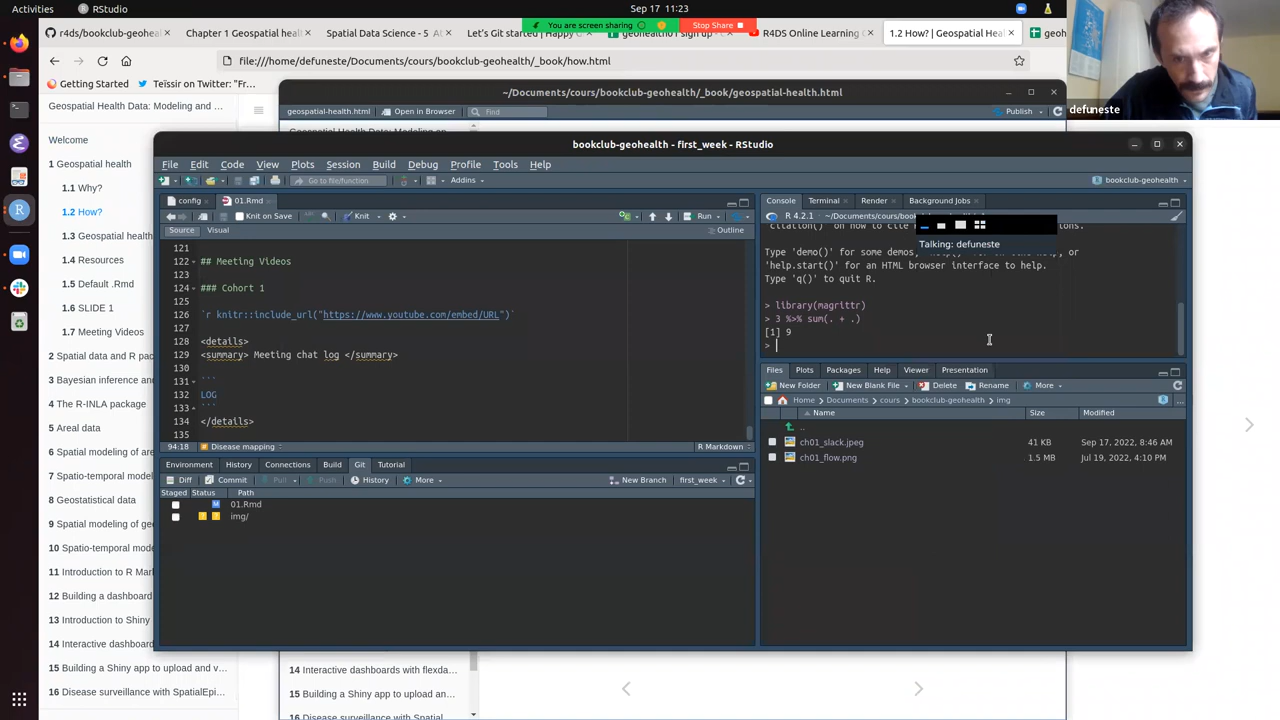 Activities
RStudio
Sep 17 11:23
You are screen sharing
Stop Share
r4ds/bookclub-geohea
Chapter 1 Geospatial heal
Spatial Data Science - 5
Let's Git started | Happy G
R4DS Online Learning C
1.2 How? | Geospatial Hea
file:///home/defuneste/Documents/cours/bookclub-geohealth/_book/how.html
Getting Started
Teïssir on Twitter: "Fr…
defuneste
Geospatial Health Data: Modeling and …
Welcome
1 Geospatial health
1.1 Why?
1.2 How?
1.3 Geospatial health
1.4 Resources
1.5 Default .Rmd
1.6 SLIDE 1
1.7 Meeting Videos
2 Spatial data and R pac
3 Bayesian inference an
4 The R-INLA package
5 Areal data
6 Spatial modeling of are
7 Spatio-temporal model
8 Geostatistical data
9 Spatial modeling of geo
10 Spatio-temporal mod
11 Introduction to R Mar
12 Building a dashboard
13 Introduction to Shiny
14 Interactive dashboard
15 Building a Shiny app to upload and v…
16 Disease surveillance with SpatialEpi…
~/Documents/cours/bookclub-geohealth/_book/geospatial-health.html
geospatial-health.html
Open in Browser
Find
Publish
bookclub-geohealth - first_week - RStudio
File Edit Code View Plots Session Build Debug Profile Tools Help
Go to file/function
Addins
bookclub-geohealth
config
01.Rmd
Knit on Save
Knit
Run
Source
Visual
Outline
121
122 ## Meeting Videos
123
124 ### Cohort 1
125
126 `r knitr::include_url("https://www.youtube.com/embed/URL")`
127
128 <details>
129 <summary> Meeting chat log </summary>
130
131 ```
132 LOG
133 ```
134 </details>
135
94:18
Disease mapping
R Markdown
Environment History Connections Build Git Tutorial
Diff Commit Pull Push History More New Branch first_week
Staged Status Path
01.Rmd
img/
Console Terminal Render Background Jobs
R 4.2.1 · ~/Documents/cours/book
Talking: defuneste
Type 'demo()' for some demos,
or
'help.start()' for an HTML browser interface to help.
Type 'q()' to quit R.
> library(magrittr)
> 3 %>% sum(. + .)
[1] 9
>
Files Plots Packages Help Viewer Presentation
New Folder New Blank File Delete Rename More
Home Documents cours bookclub-geohealth img
Name Size Modified
..
ch01_slack.jpeg 41 KB Sep 17, 2022, 8:46 AM
ch01_flow.png 1.5 MB Jul 19, 2022, 4:10 PM
14 Interactive dashboards with flexda…
15 Building a Shiny app to upload an…